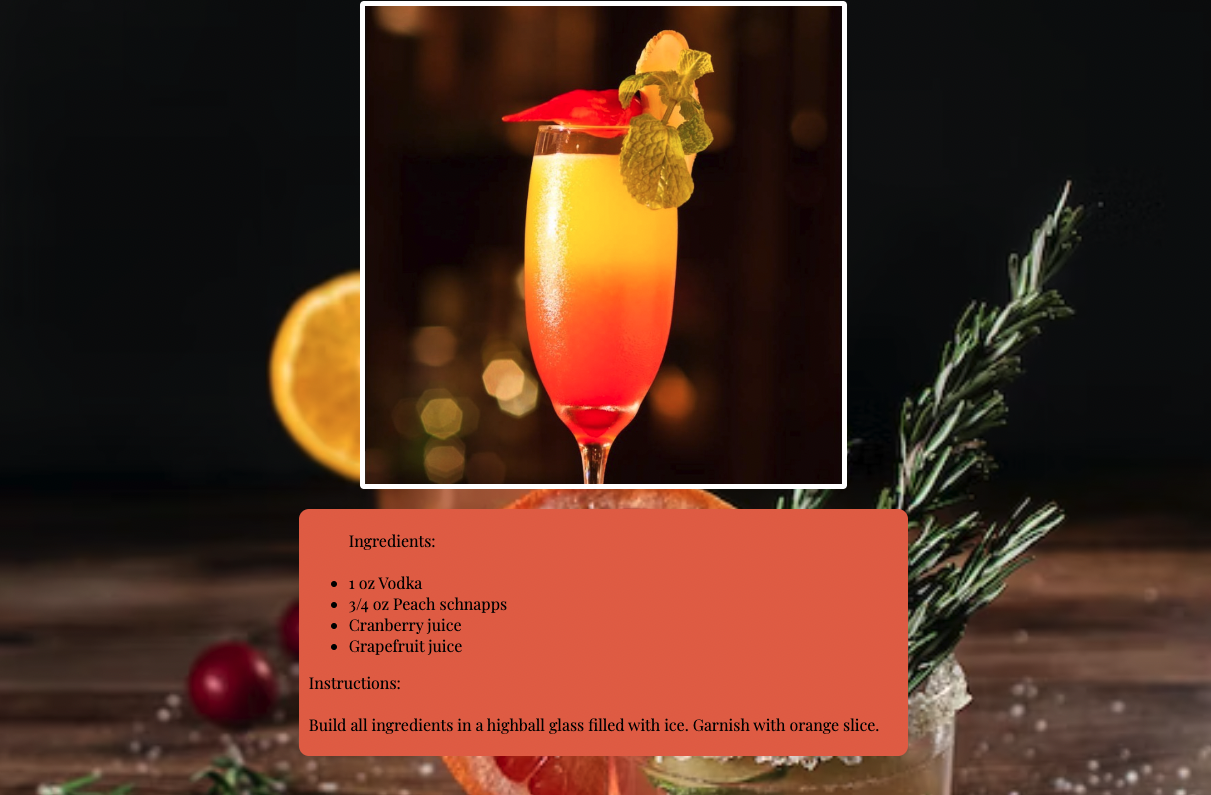 Ingredients:
1 oz Vodka
3/4 oz Peach schnapps
Cranberry juice
Grapefruit juice
Instructions:
Build all ingredients in a highball glass filled with ice. Garnish with orange slice.